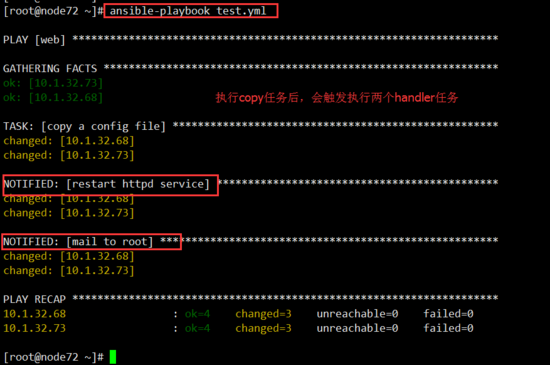 [root@node72 ~]# ansible-playbook test.yml
PLAY [web] *******************************************************************
GATHERING FACTS **************************************************************
ok: [10.1.32.73]
ok: [10.1.32.68]
执行copy任务后，会触发执行两个handler任务
TASK: [copy a config file] ***************************************************
changed: [10.1.32.68]
changed: [10.1.32.73]
NOTIFIED: [restart httpd service] ********************************************
changed: [10.1.32.68]
changed: [10.1.32.73]
NOTIFIED: [mail to root] *****************************************************
changed: [10.1.32.68]
changed: [10.1.32.73]
PLAY RECAP *******************************************************************
10.1.32.68 : ok=4 changed=3 unreachable=0 failed=0
10.1.32.73 : ok=4 changed=3 unreachable=0 failed=0
[root@node72 ~]#